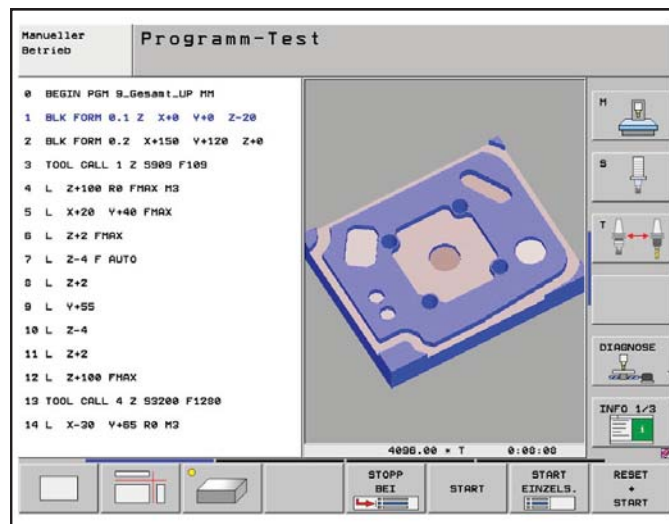 Manueller
Betrieb
Programm-Test
0 BEGIN PGM 9_Gesamt_UP MM
1 BLK FORM 0.1 Z X+0 Y+0 Z-20
2 BLK FORM 0.2 X+150 Y+120 Z+0
3 TOOL CALL 1 Z S909 F109
4 L Z+100 R0 FMAX M3
5 L X+20 Y+40 FMAX
6 L Z+2 FMAX
7 L Z-4 F AUTO
8 L Z+2
9 L Y+55
10 L Z-4
11 L Z+2
12 L Z+100 FMAX
13 TOOL CALL 4 Z S3200 F1280
14 L X-30 Y+65 R0 M3
4096.00 * T 0:08:08
M
S
T
DIAGNOSE
INFO 1/3
STOPP
BEI
START
START
EINZELS.
RESET
+
START